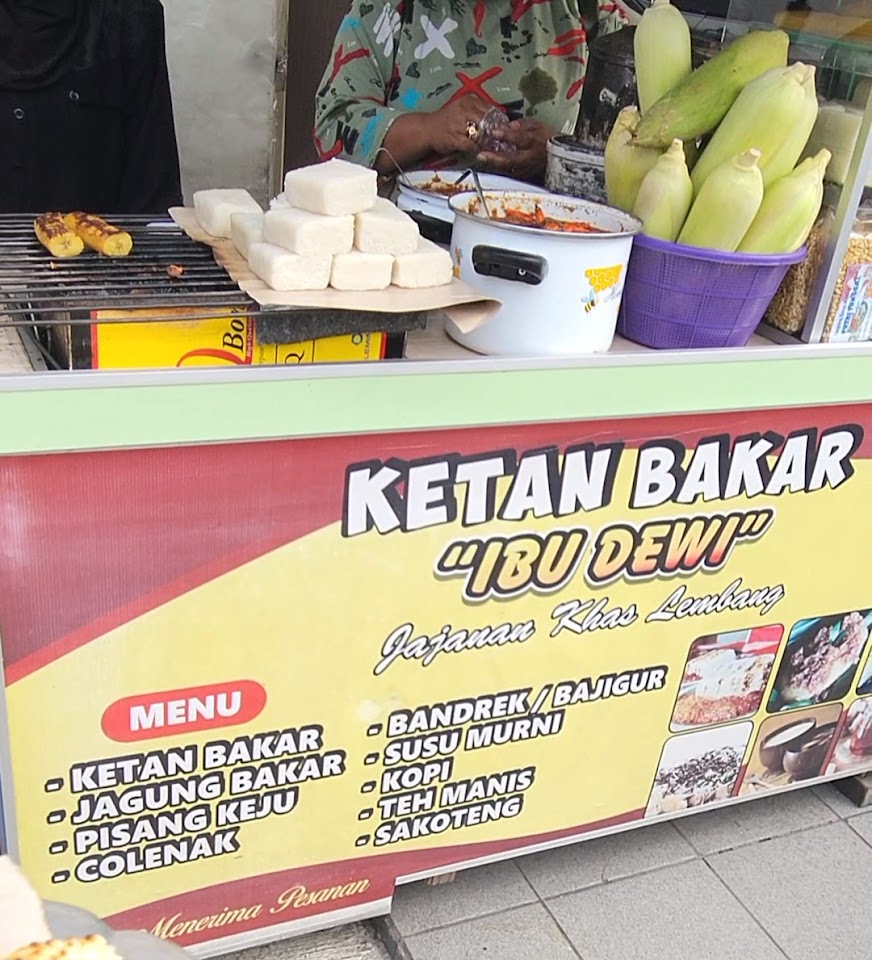 KETAN BAKAR
"IBU DEWI"
Jajanan Khas Lembang
MENU
- KETAN BAKAR
- JAGUNG BAKAR
- PISANG KEJU
- COLENAK
- BANDREK / BAJIGUR
- SUSU MURNI
- KOPI
- TEH MANIS
- SAKOTENG
Menerima Pesanan